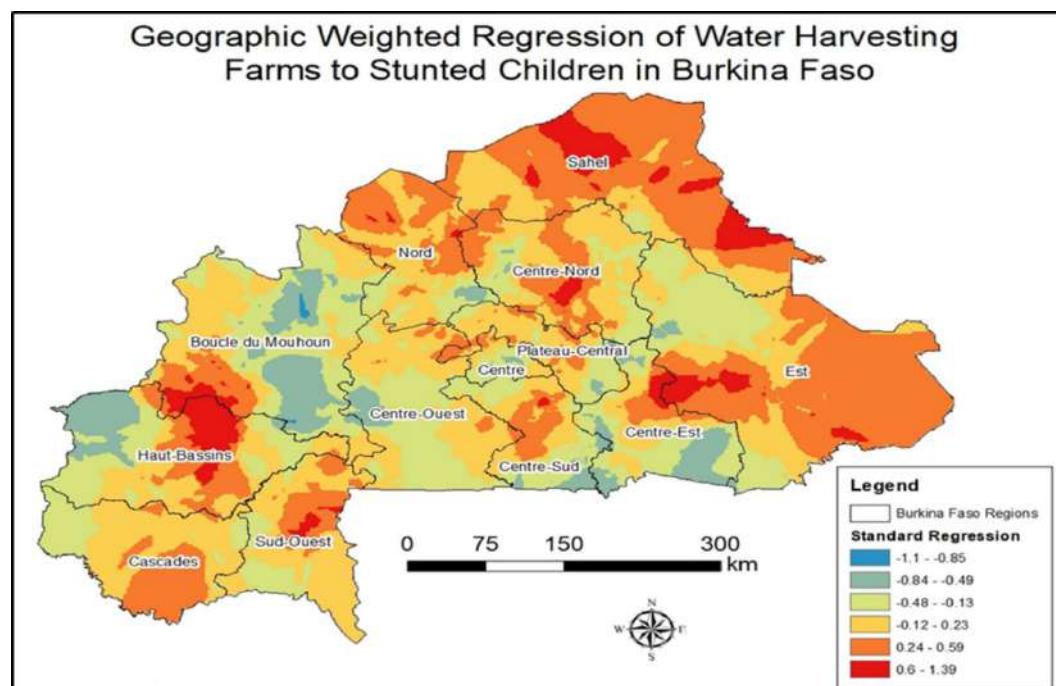 Geographic Weighted Regression of Water Harvesting
Farms to Stunted Children in Burkina Faso
Sahel
Nord
Centre-Nord
Boucle du Mouhoun
Plateau-Central
Centre
Est
Centre-Ouest
Centre-Est
Haut-Bassins
Centre-Sud
Sud-Ouest
Cascades
0 75 150 300
km
N
W E
S
Legend
Burkina Faso Regions
Standard Regression
-1.1 - -0.85
-0.84 - -0.49
-0.48 - -0.13
-0.12 - 0.23
0.24 - 0.59
0.6 - 1.39